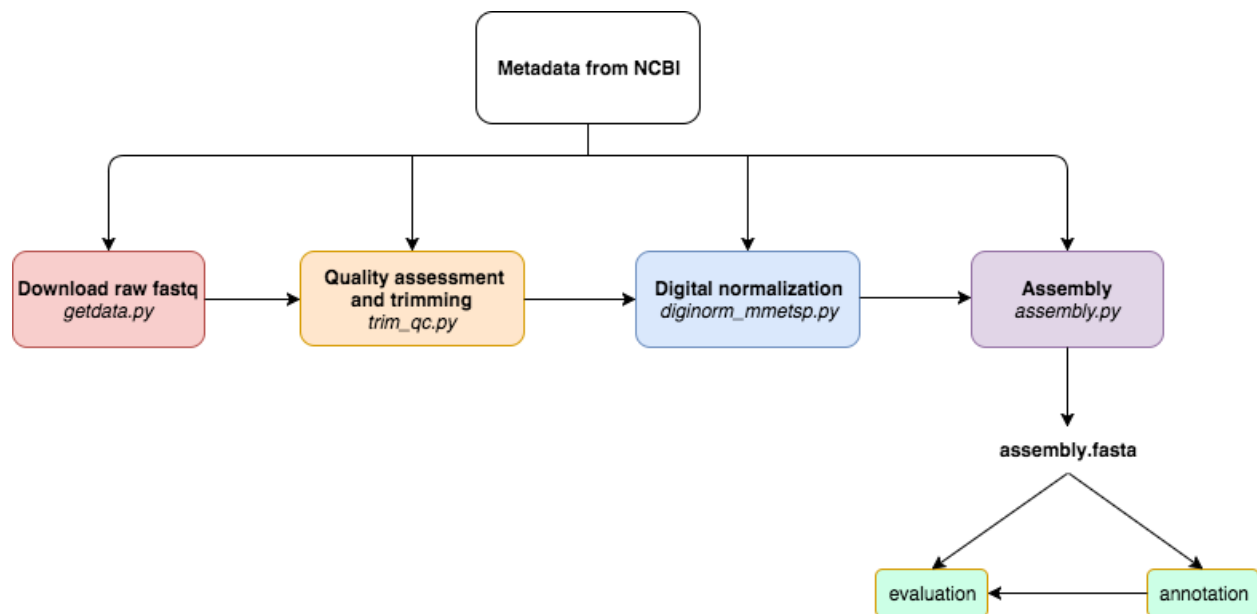 Metadata from NCBI
Download raw fastq
getdata.py
Quality assessment
and trimming
trim_qc.py
Digital normalization
diginorm_mmetsp.py
Assembly
assembly.py
assembly.fasta
evaluation
annotation